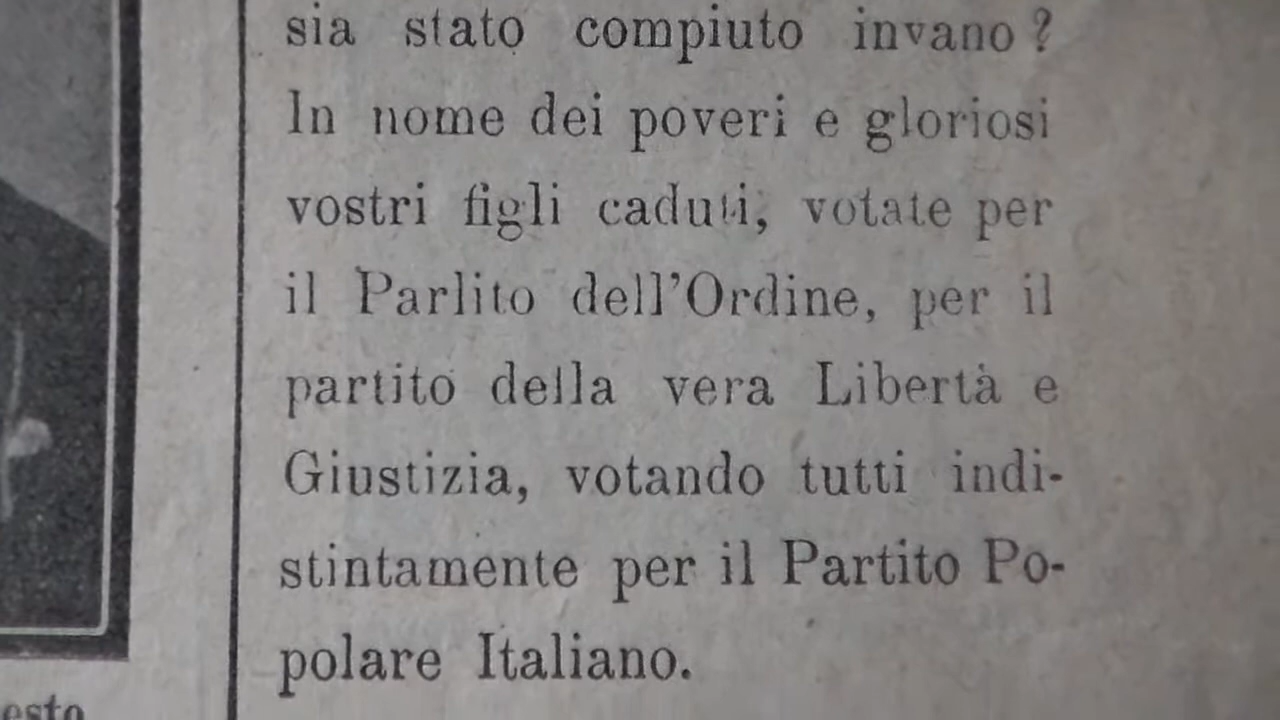 sia stato compiuto invano?
In nome dei poveri e gloriosi
vostri figli caduti, votate per
il Partito dell'Ordine, per il
partito della vera Libertà e
Giustizia, votando tutti indi-
stintamente per il Partito Po-
polare Italiano.